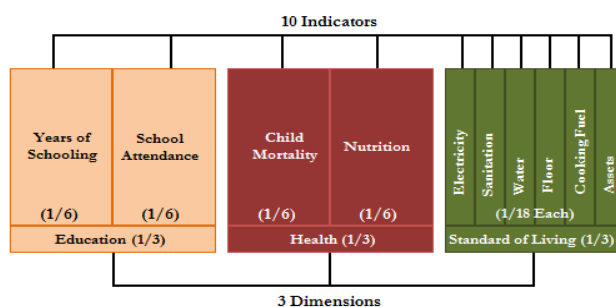 10 Indicators
Years of
Schooling
(1/6)
School
Attendance
(1/6)
Education (1/3)
Child
Mortality
(1/6)
Nutrition
(1/6)
Health (1/3)
Electricity
Sanitation
Water
Floor
Cooking Fuel
Assets
(1/18 Each)
Standard of Living (1/3)
3 Dimensions